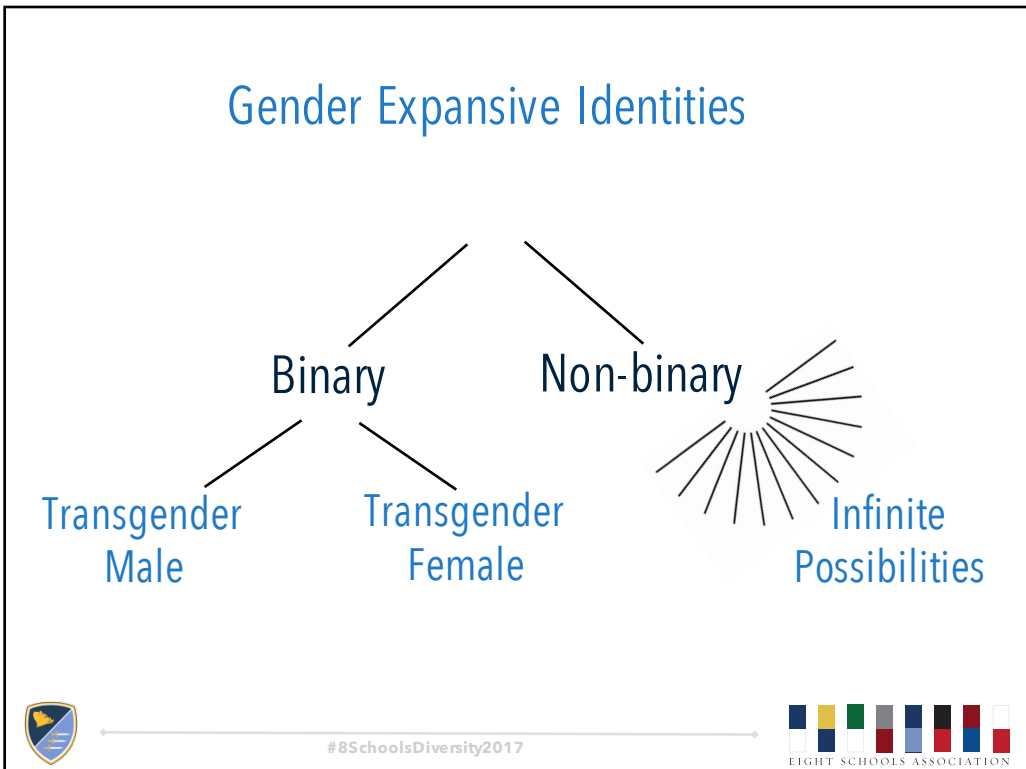 Gender Expansive Identities
Binary
Non-binary
Transgender
Male
Transgender
Female
Infinite
Possibilities
#8SchoolsDiversity2017
EIGHT SCHOOLS ASSOCIATION